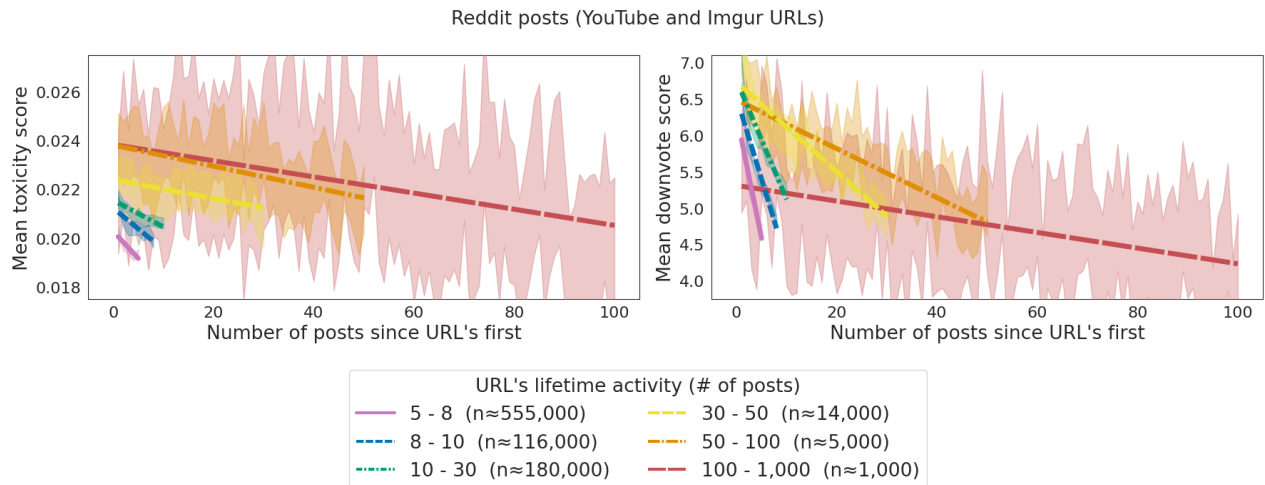 Reddit posts (YouTube and Imgur URLs)
Mean toxicity score
0.026
0.024
0.022
0.020
0.018
0 20 40 60 80 100
Number of posts since URL's first
Mean downvote score
7.0
6.5
6.0
5.5
5.0
4.5
4.0
0 20 40 60 80 100
Number of posts since URL's first
URL's lifetime activity (# of posts)
5 - 8 (n≈555,000)
8 - 10 (n≈116,000)
10 - 30 (n≈180,000)
30 - 50 (n≈14,000)
50 - 100 (n≈5,000)
100 - 1,000 (n≈1,000)